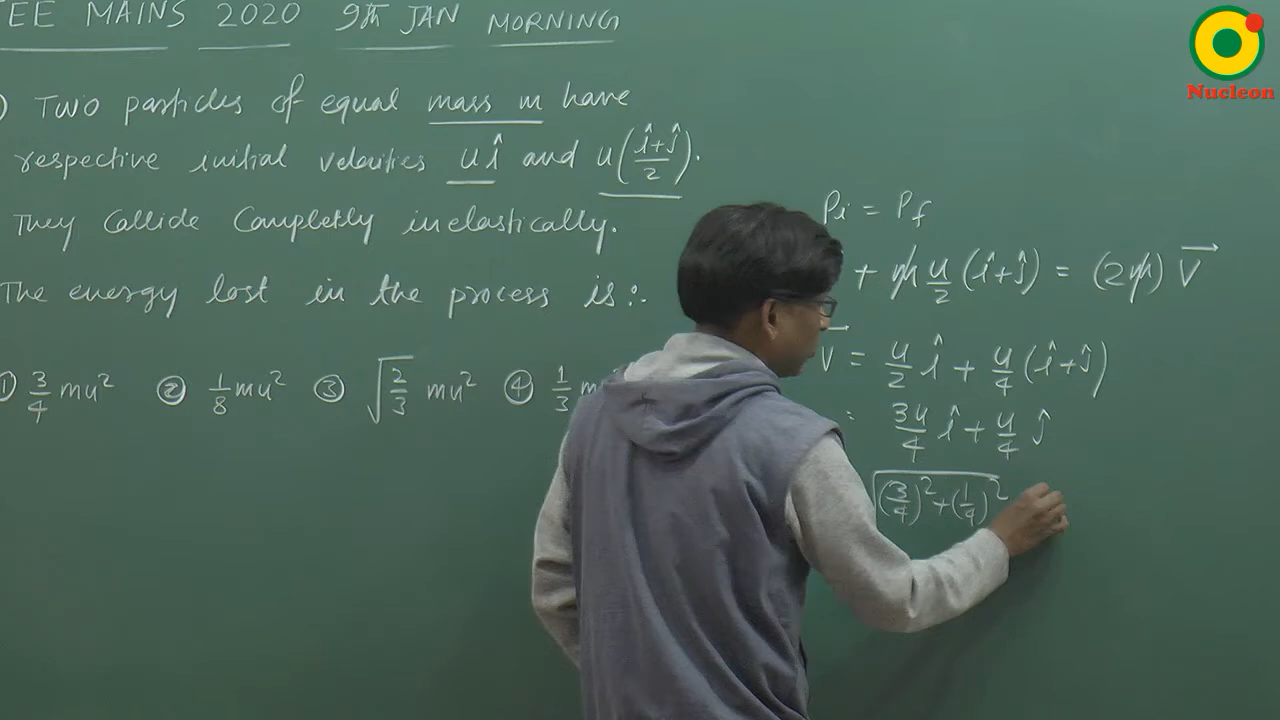 JEE MAINS 2020 9th JAN MORNING
) Two particles of equal mass m have
respective initial velocities u î and u(î+ĵ/2).
They Collide Completly inelastically.
The energy lost in the process is :.
① 3/4 mu² ② 1/8 mu² ③ √2/3 mu² ④ 1/3 m
Pi = Pf
+ m u/2 (î+ĵ) = (2m) V⃗
V⃗ = u/2 î + u/4 (î+ĵ)
= 3u/4 î + u/4 ĵ
√(3/4)² + (1/4)²
Nucleon